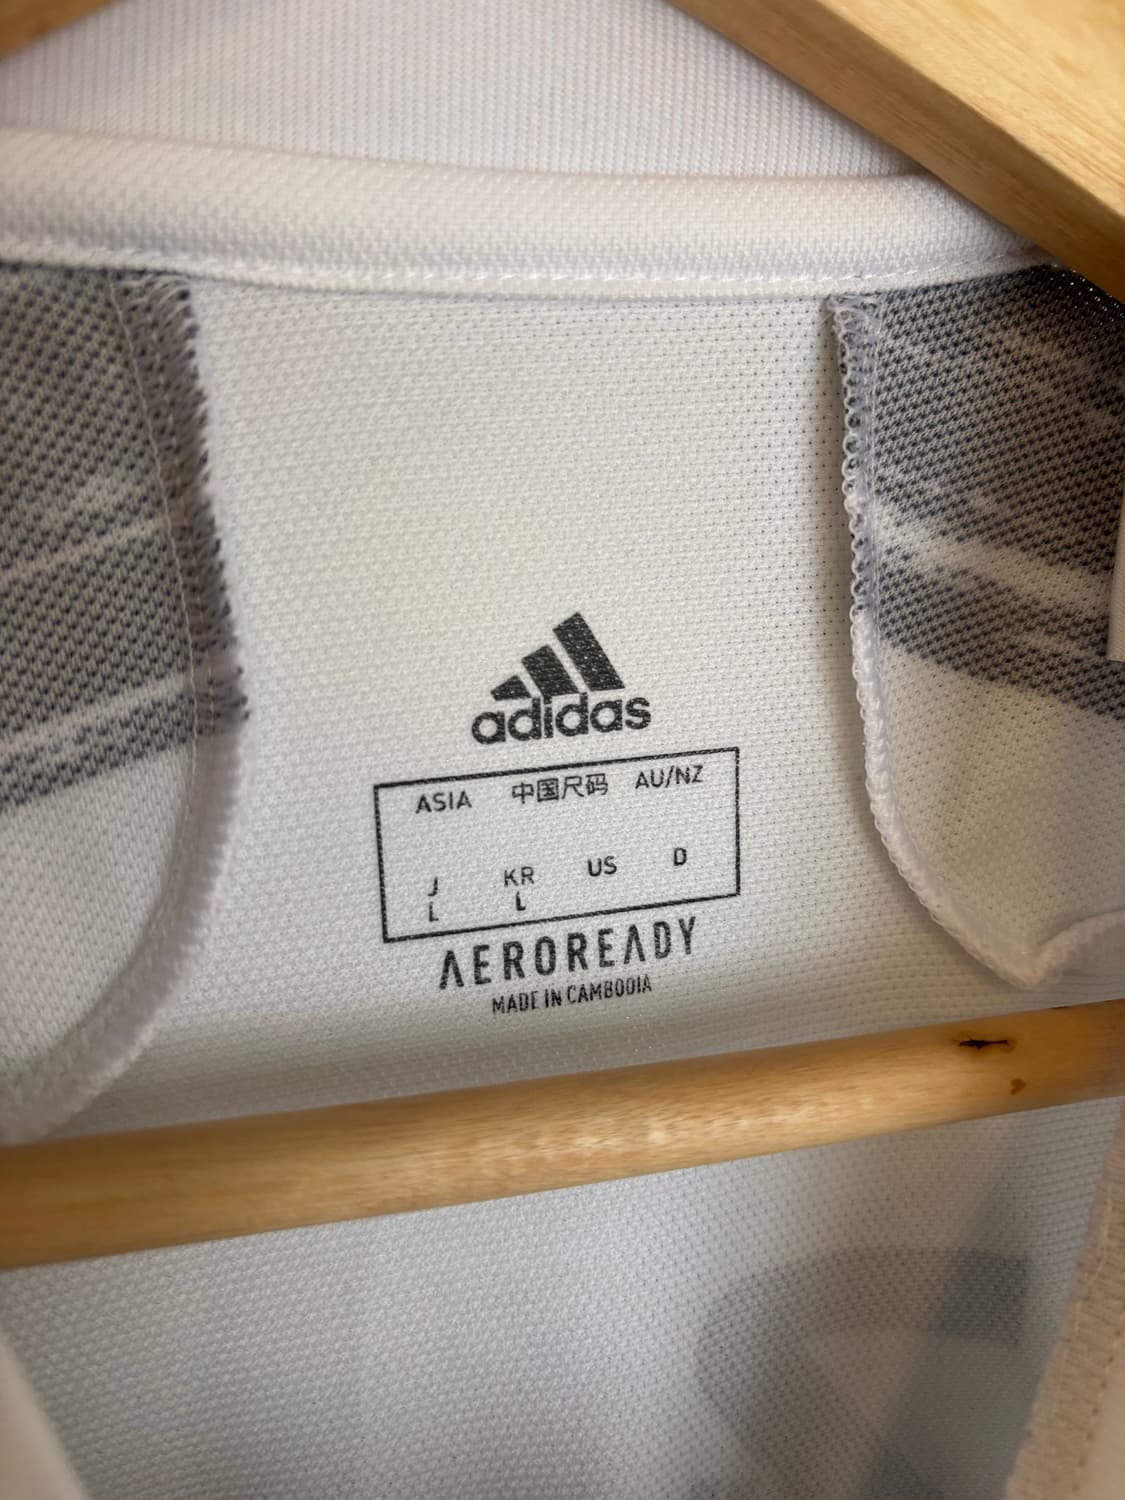 adidas
ASIA 中国尺码 AU/NZ
J KR US D
L L
AEROREADY
MADE IN CAMBODIA